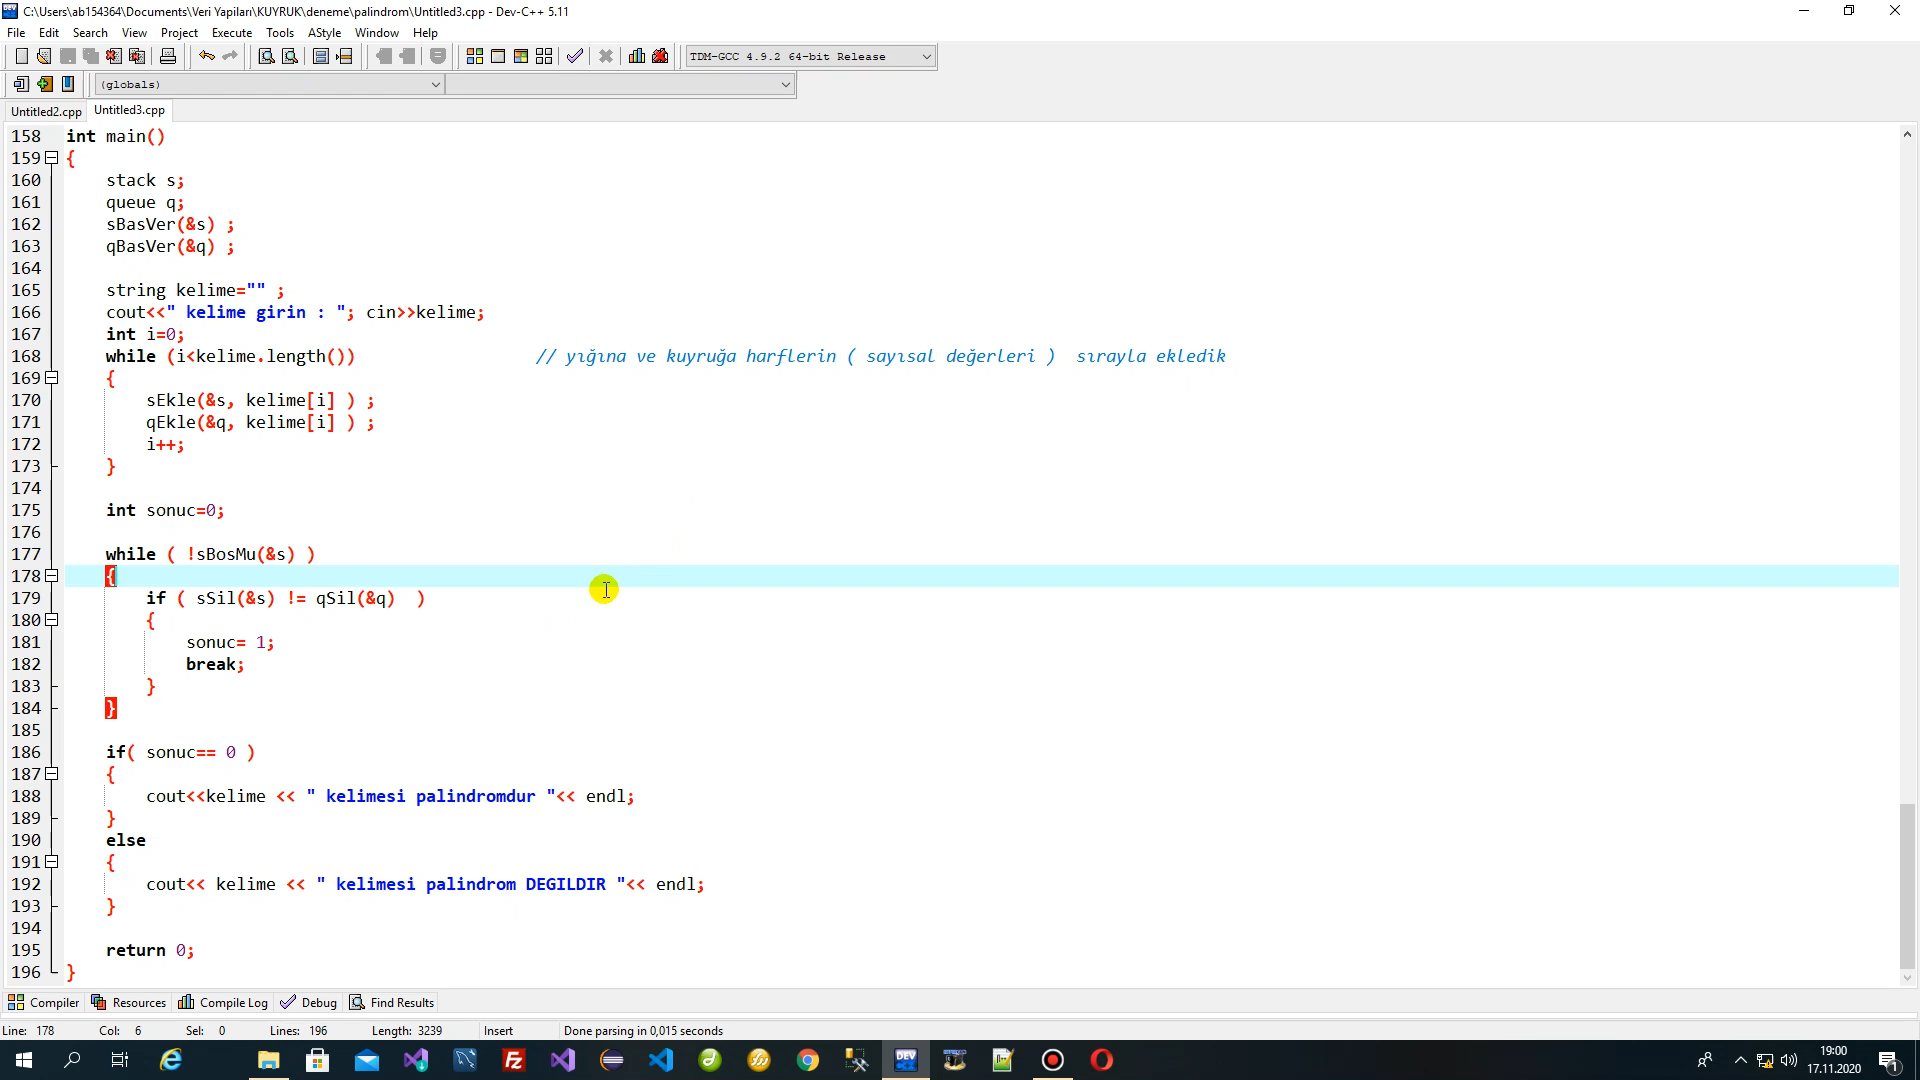 C:\Users\ab154364\Documents\Veri Yapıları\KUYRUK\deneme\palindrom\Untitled3.cpp - Dev-C++ 5.11
File Edit Search View Project Execute Tools AStyle Window Help
TDM-GCC 4.9.2 64-bit Release
(globals)
Untitled2.cpp Untitled3.cpp
158 int main()
159 {
160 stack s;
161 queue q;
162 sBasVer(&s) ;
163 qBasVer(&q) ;
164
165 string kelime="" ;
166 cout<<" kelime girin : "; cin>>kelime;
167 int i=0;
168 while (i<kelime.length()) // yığına ve kuyruğa harflerin ( sayısal değerleri ) sırayla ekledik
169 {
170 sEkle(&s, kelime[i] ) ;
171 qEkle(&q, kelime[i] ) ;
172 i++;
173 }
174
175 int sonuc=0;
176
177 while ( !sBosMu(&s) )
178 {
179 if ( sSil(&s) != qSil(&q) )
180 {
181 sonuc= 1;
182 break;
183 }
184 }
185
186 if( sonuc== 0 )
187 {
188 cout<<kelime << " kelimesi palindromdur "<< endl;
189 }
190 else
191 {
192 cout<< kelime << " kelimesi palindrom DEGILDIR "<< endl;
193 }
194
195 return 0;
196 }
Compiler Resources Compile Log Debug Find Results
Line: 178 Col: 6 Sel: 0 Lines: 196 Length: 3239 Insert Done parsing in 0,015 seconds
DEV
19:00
17.11.2020
1